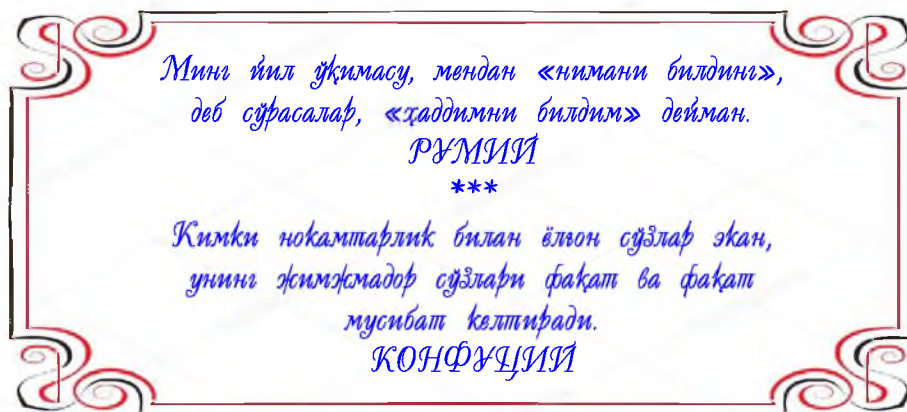 Минг йил ўқимасу, мендан «нимани билдинг»,
деб сўрасалар, «ҳаддимни билдим» дейман.
РУМИЙ
***
Кимки нокамтарлик билан ёлғон сўзлар экан,
унинг жимжмадор сўзлари фақат ва фақат
мусибат келтиради.
КОНФУЦИЙ